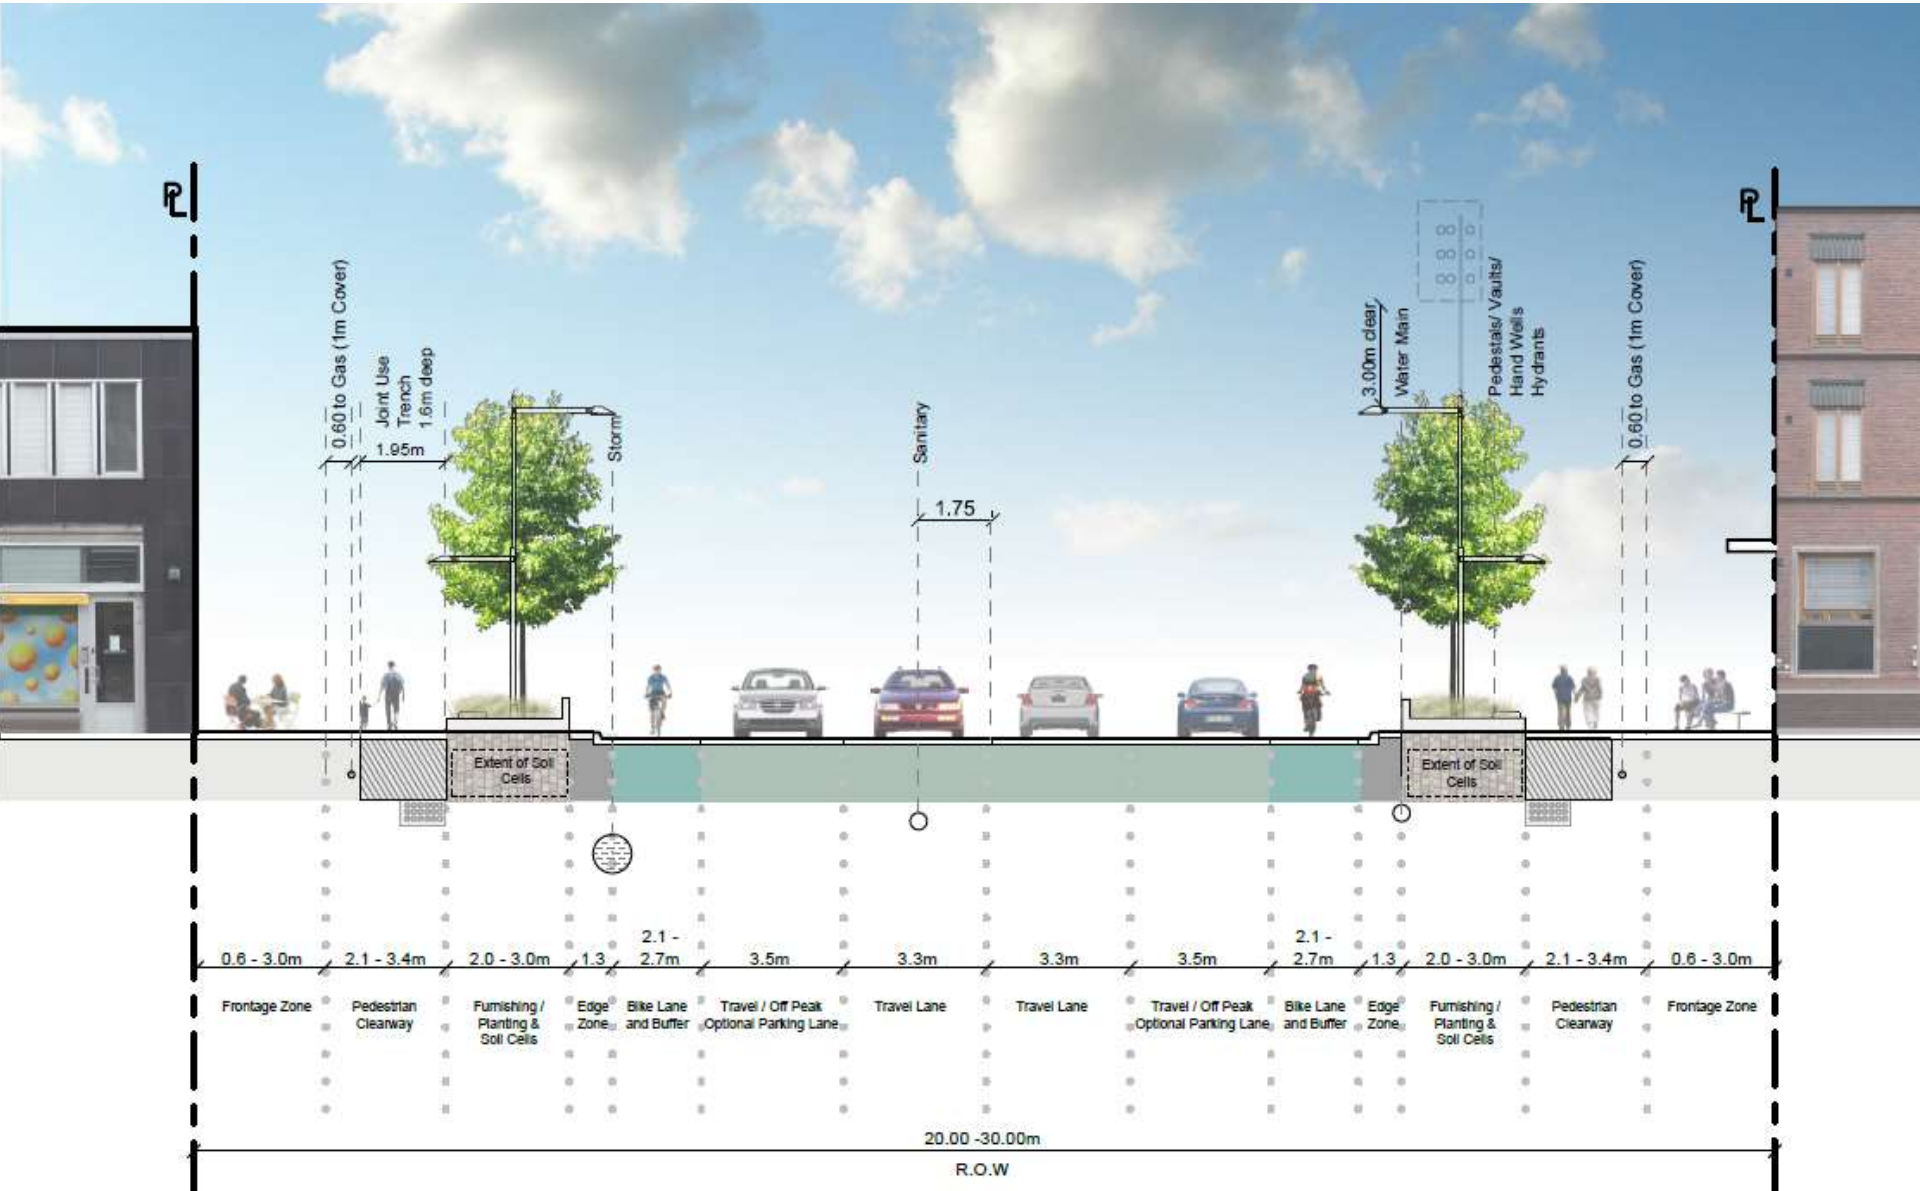 PL
PL
0.60 to Gas (1m Cover)
Joint Use
Trench
1.6m deep
1.95m
Storm
Sanitary
1.75
3.00m clear
Water Main
Pedestals/ Vaults/
Hand Wells
Hydrants
0.60 to Gas (1m Cover)
Extent of Soil
Cells
Extent of Soil
Cells
0.6 - 3.0m
2.1 - 3.4m
2.0 - 3.0m
1.3
2.1 -
2.7m
3.5m
3.3m
3.3m
3.5m
2.1 -
2.7m
1.3
2.0 - 3.0m
2.1 - 3.4m
0.6 - 3.0m
Frontage Zone
Pedestrian
Clearway
Furnishing /
Planting &
Soil Cells
Edge
Zone
Bike Lane
and Buffer
Travel / Off Peak
Optional Parking Lane
Travel Lane
Travel Lane
Travel / Off Peak
Optional Parking Lane
Bike Lane
and Buffer
Edge
Zone
Furnishing /
Planting &
Soil Cells
Pedestrian
Clearway
Frontage Zone
20.00 -30.00m
R.O.W